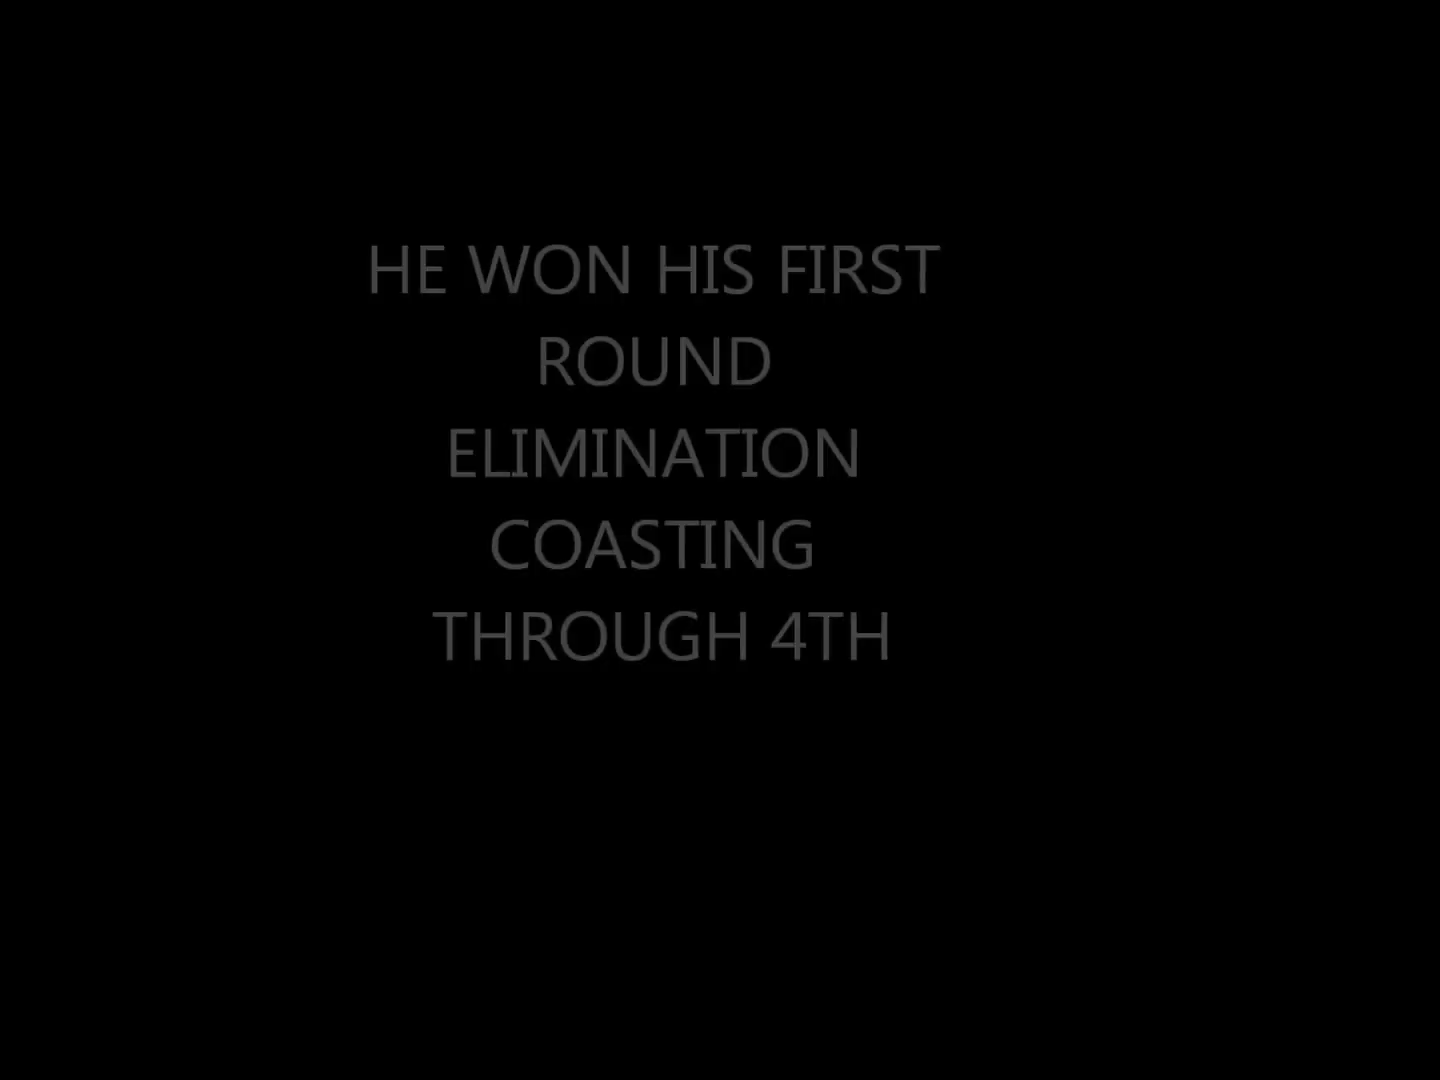 HE WON HIS FIRST
ROUND
ELIMINATION
COASTING
THROUGH 4TH